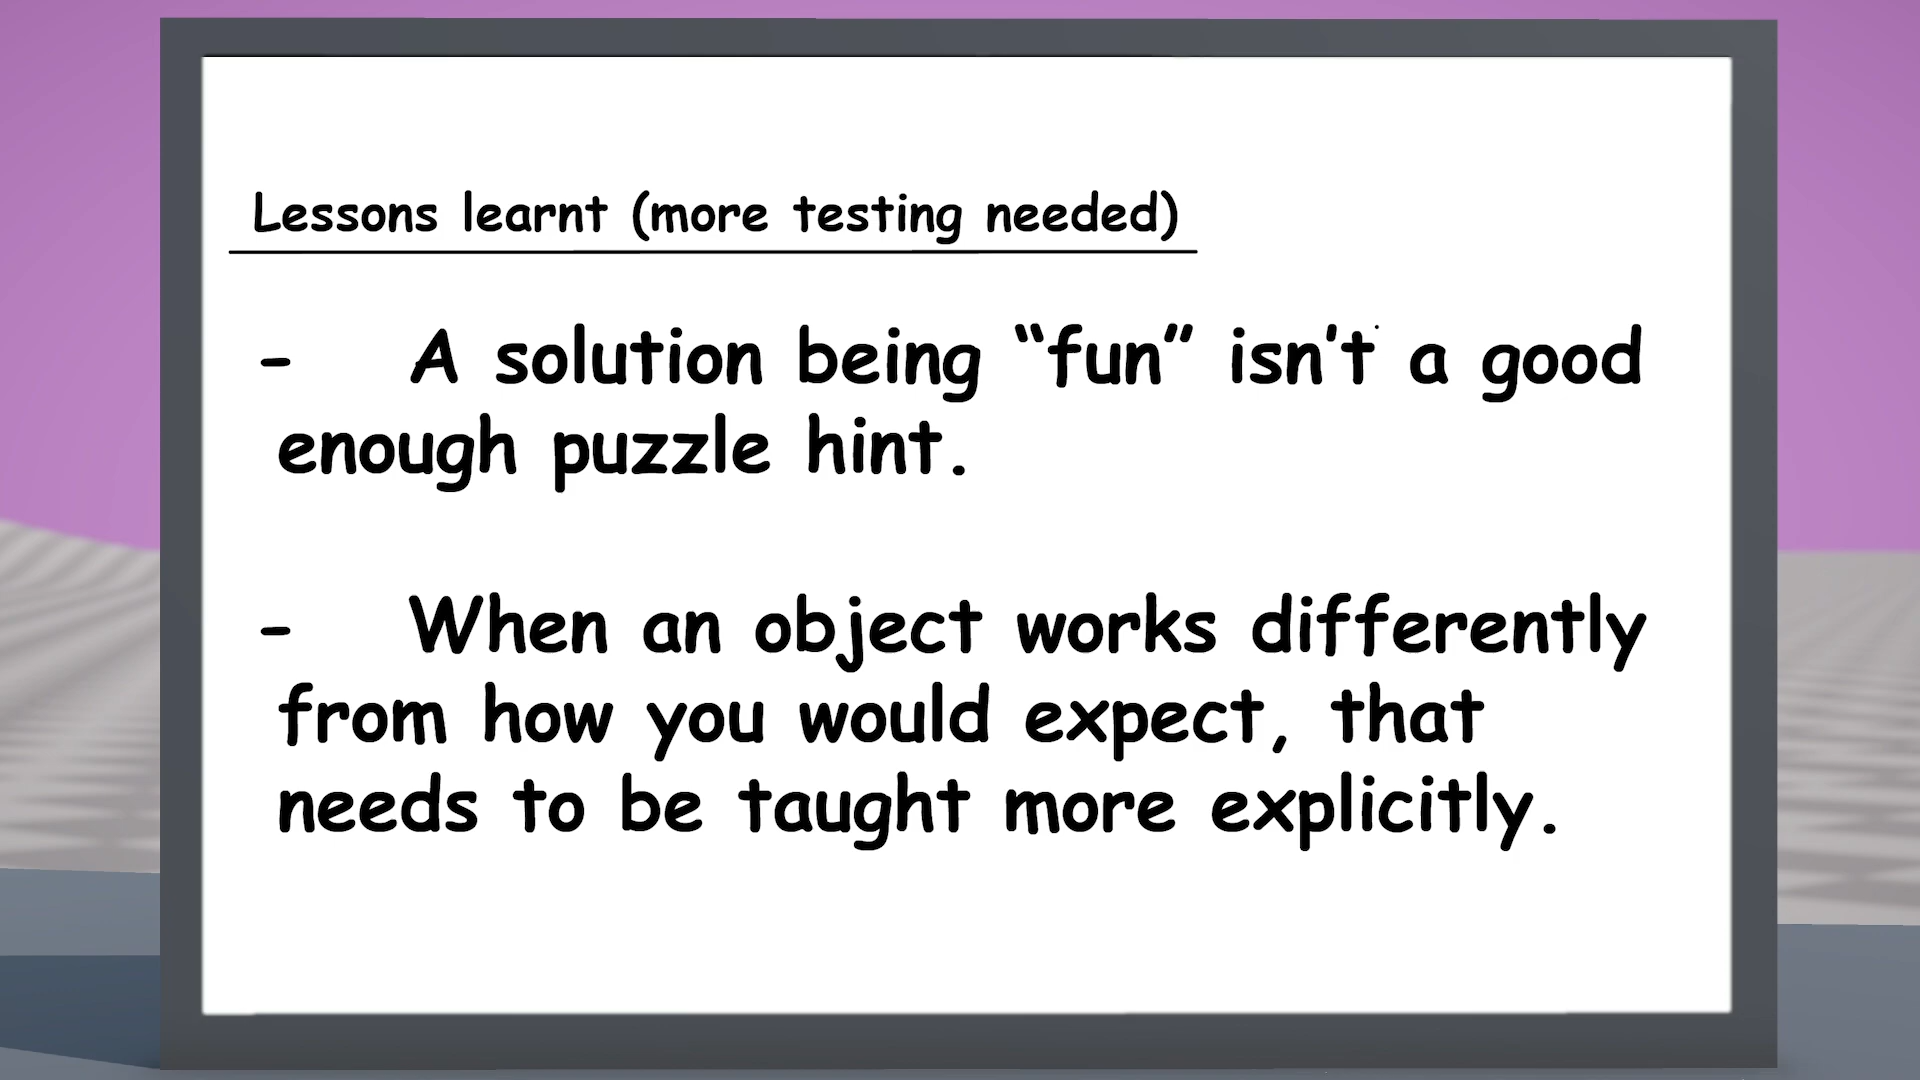 Lessons learnt (more testing needed)
- A solution being “fun” isn’t a good
enough puzzle hint.
- When an object works differently
from how you would expect, that
needs to be taught more explicitly.